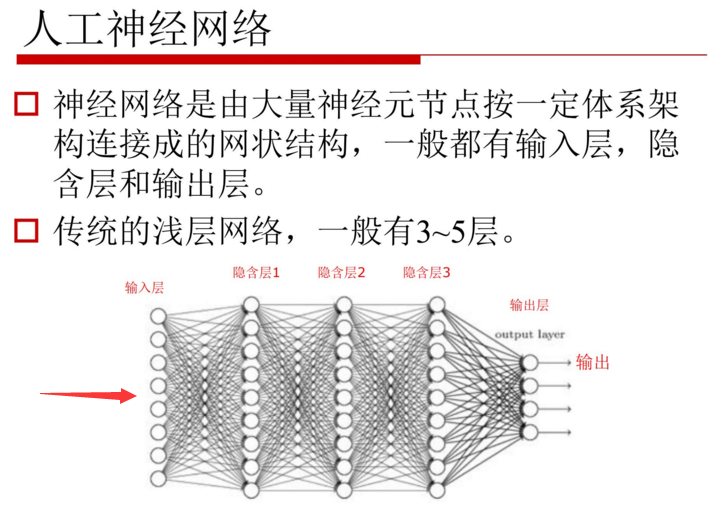 人工神经网络
神经网络是由大量神经元节点按一定体系架
构连接成的网状结构，一般都有输入层，隐
含层和输出层。
传统的浅层网络，一般有3~5层。
隐含层1 隐含层2 隐含层3
输入层
输出层
output layer
输出